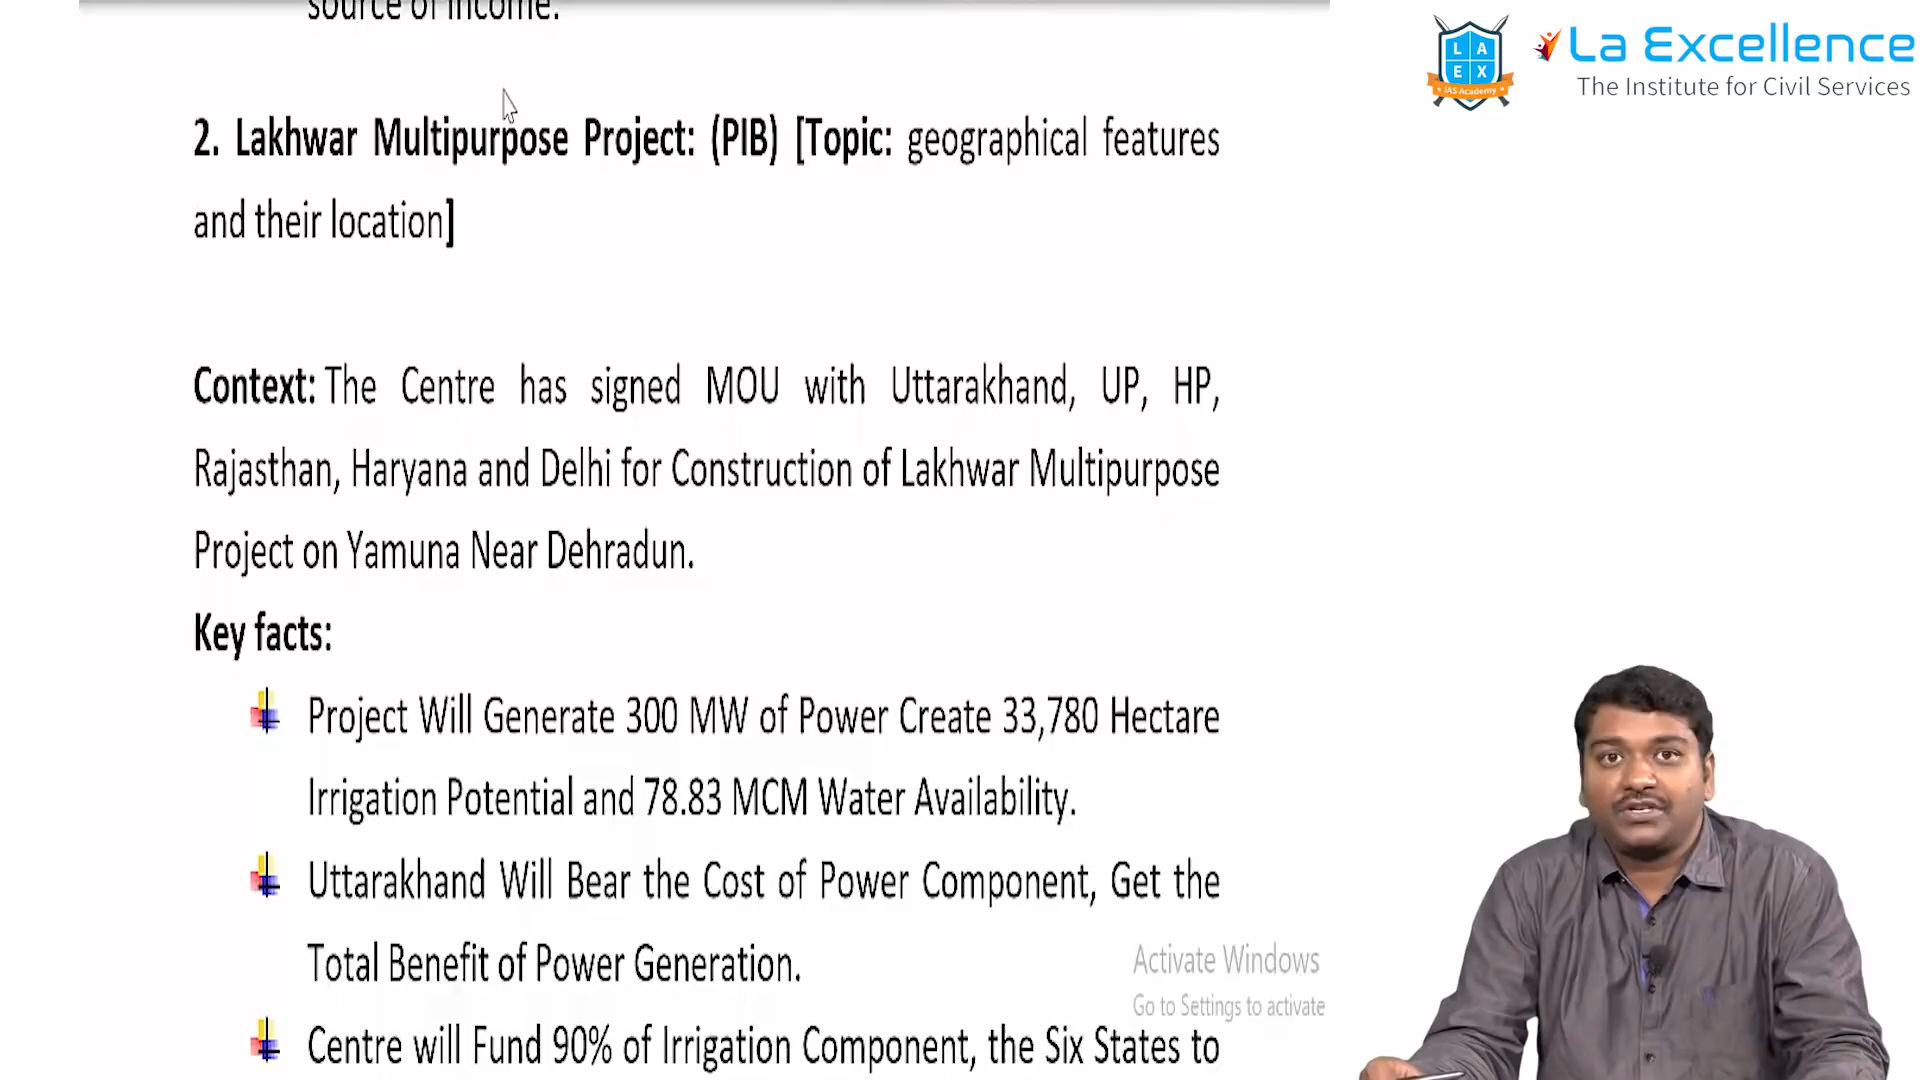 source of income.
L A
E X
IAS Academy
La Excellence
The Institute for Civil Services
2. Lakhwar Multipurpose Project: (PIB) [Topic: geographical features
and their location]
Context: The Centre has signed MOU with Uttarakhand, UP, HP,
Rajasthan, Haryana and Delhi for Construction of Lakhwar Multipurpose
Project on Yamuna Near Dehradun.
Key facts:
Project Will Generate 300 MW of Power Create 33,780 Hectare
Irrigation Potential and 78.83 MCM Water Availability.
Uttarakhand Will Bear the Cost of Power Component, Get the
Total Benefit of Power Generation.
Centre will Fund 90% of Irrigation Component, the Six States to
Activate Windows
Go to Settings to activate